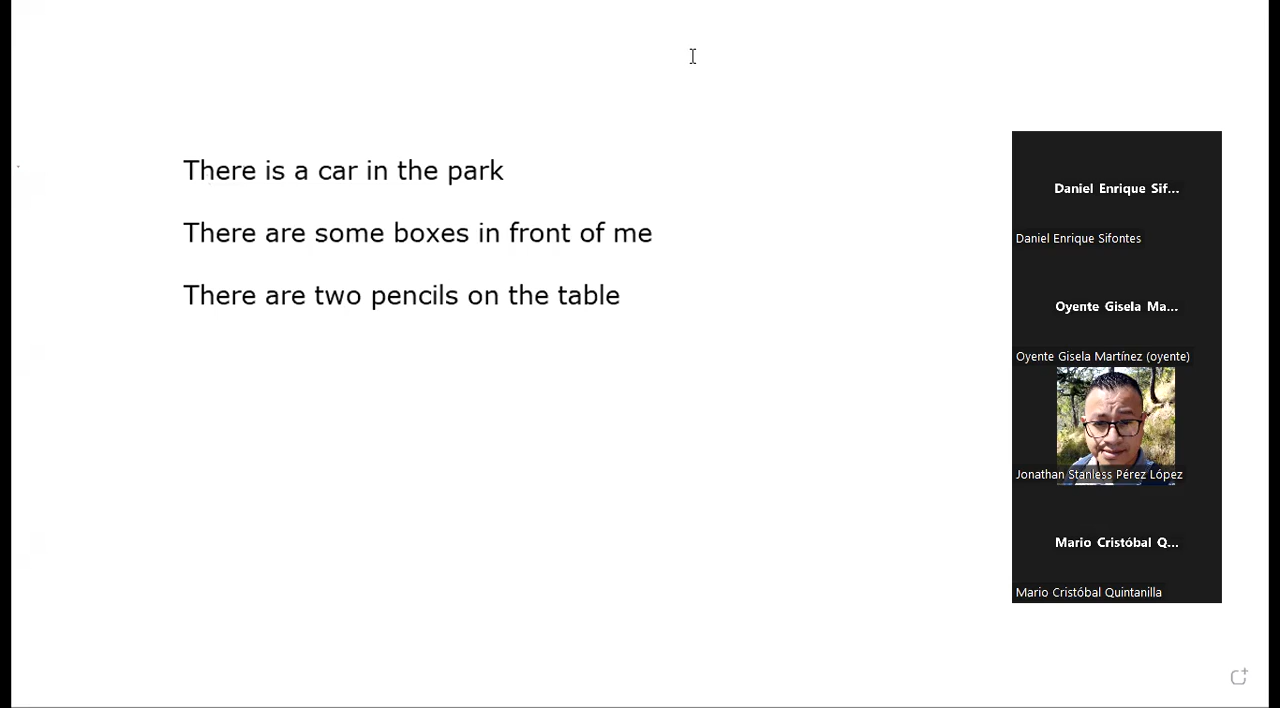 There is a car in the park
There are some boxes in front of me
There are two pencils on the table
Daniel Enrique Sif...
Daniel Enrique Sifontes
Oyente Gisela Ma...
Oyente Gisela Martínez (oyente)
Jonathan Stanless Pérez López
Mario Cristóbal Q...
Mario Cristóbal Quintanilla